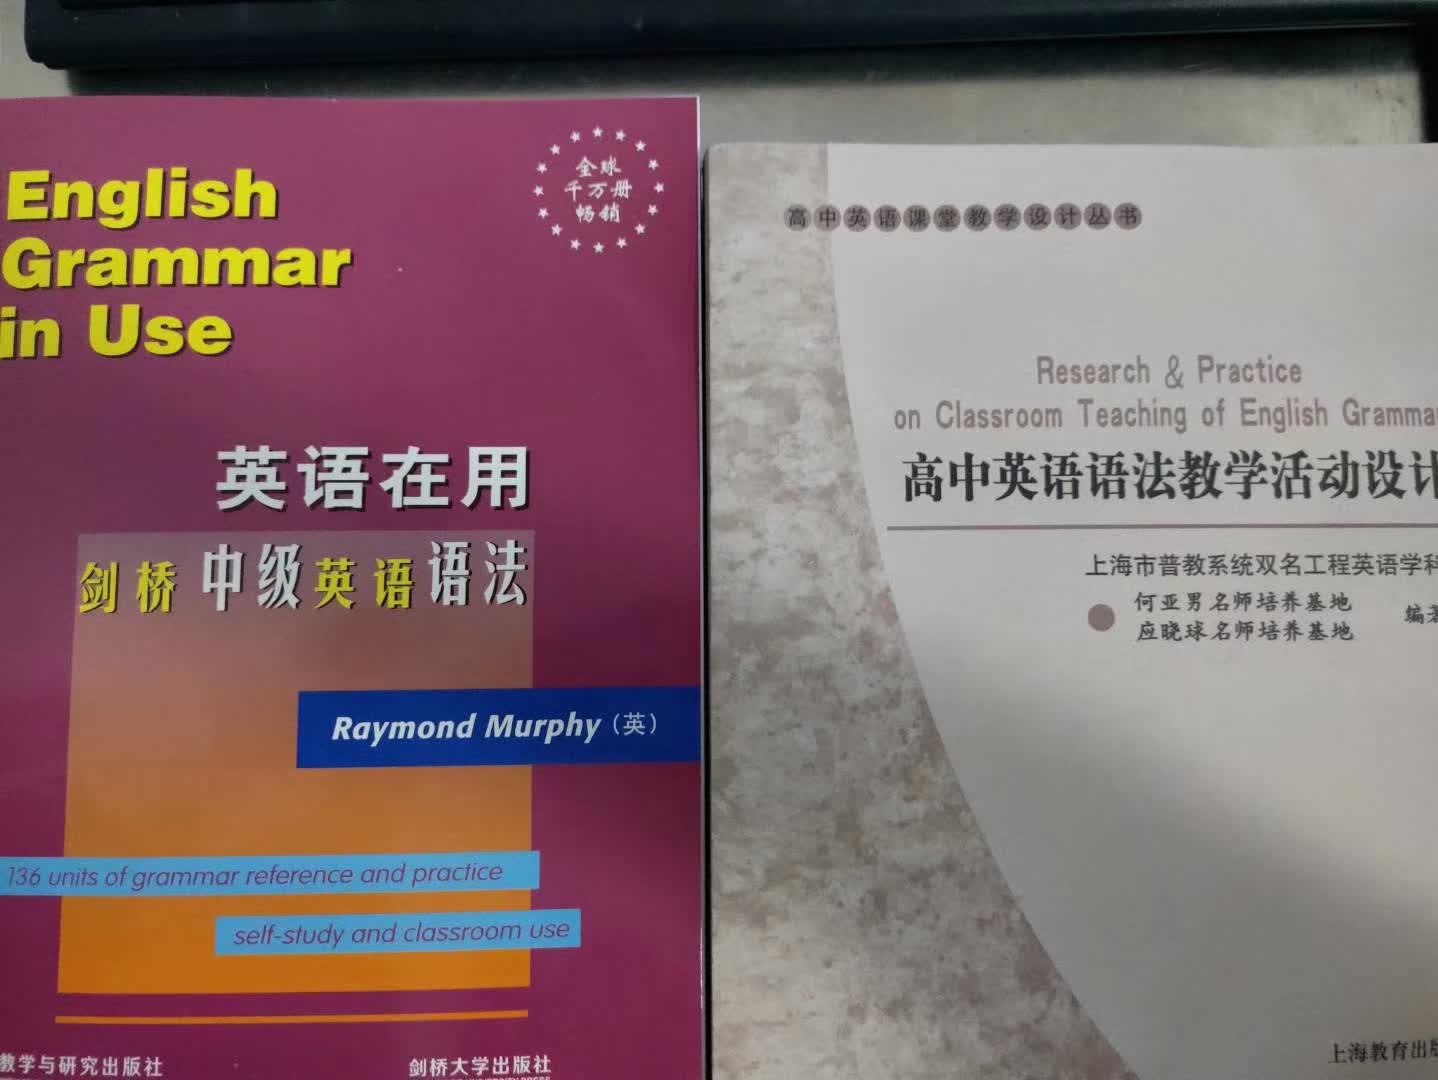 English
Grammar
in Use
全球
千万册
畅销
英语在用
剑桥中级英语语法
Raymond Murphy（英）
136 units of grammar reference and practice
self-study and classroom use
教学与研究出版社
剑桥大学出版社
高中英语课堂教学设计丛书
Research & Practice
on Classroom Teaching of English Grammar
高中英语语法教学活动设计
上海市普教系统双名工程英语学科
何亚男名师培养基地
应晓球名师培养基地
编著
上海教育出版